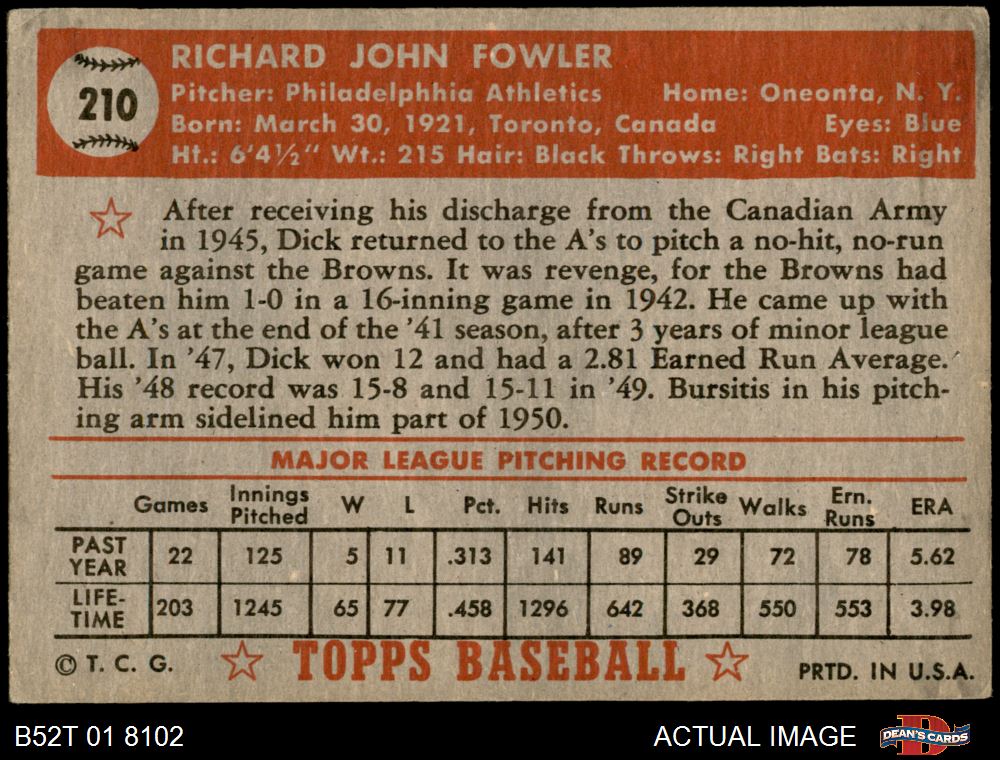 210
RICHARD JOHN FOWLER
Pitcher: Philadelphhia Athletics Home: Oneonta, N. Y.
Born: March 30, 1921, Toronto, Canada Eyes: Blue
Ht.: 6'4½" Wt.: 215 Hair: Black Throws: Right Bats: Right
After receiving his discharge from the Canadian Army
in 1945, Dick returned to the A's to pitch a no-hit, no-run
game against the Browns. It was revenge, for the Browns had
beaten him 1-0 in a 16-inning game in 1942. He came up with
the A's at the end of the '41 season, after 3 years of minor league
ball. In '47, Dick won 12 and had a 2.81 Earned Run Average.
His '48 record was 15-8 and 15-11 in '49. Bursitis in his pitch-
ing arm sidelined him part of 1950.
MAJOR LEAGUE PITCHING RECORD
Games Innings Pitched W L Pct. Hits Runs Strike Outs Walks Ern. Runs ERA
PAST YEAR 22 125 5 11 .313 141 89 29 72 78 5.62
LIFE-TIME 203 1245 65 77 .458 1296 642 368 550 553 3.98
© T. C. G. TOPPS BASEBALL PRTD. IN U.S.A.
B52T 01 8102 ACTUAL IMAGE DEAN'S CARDS